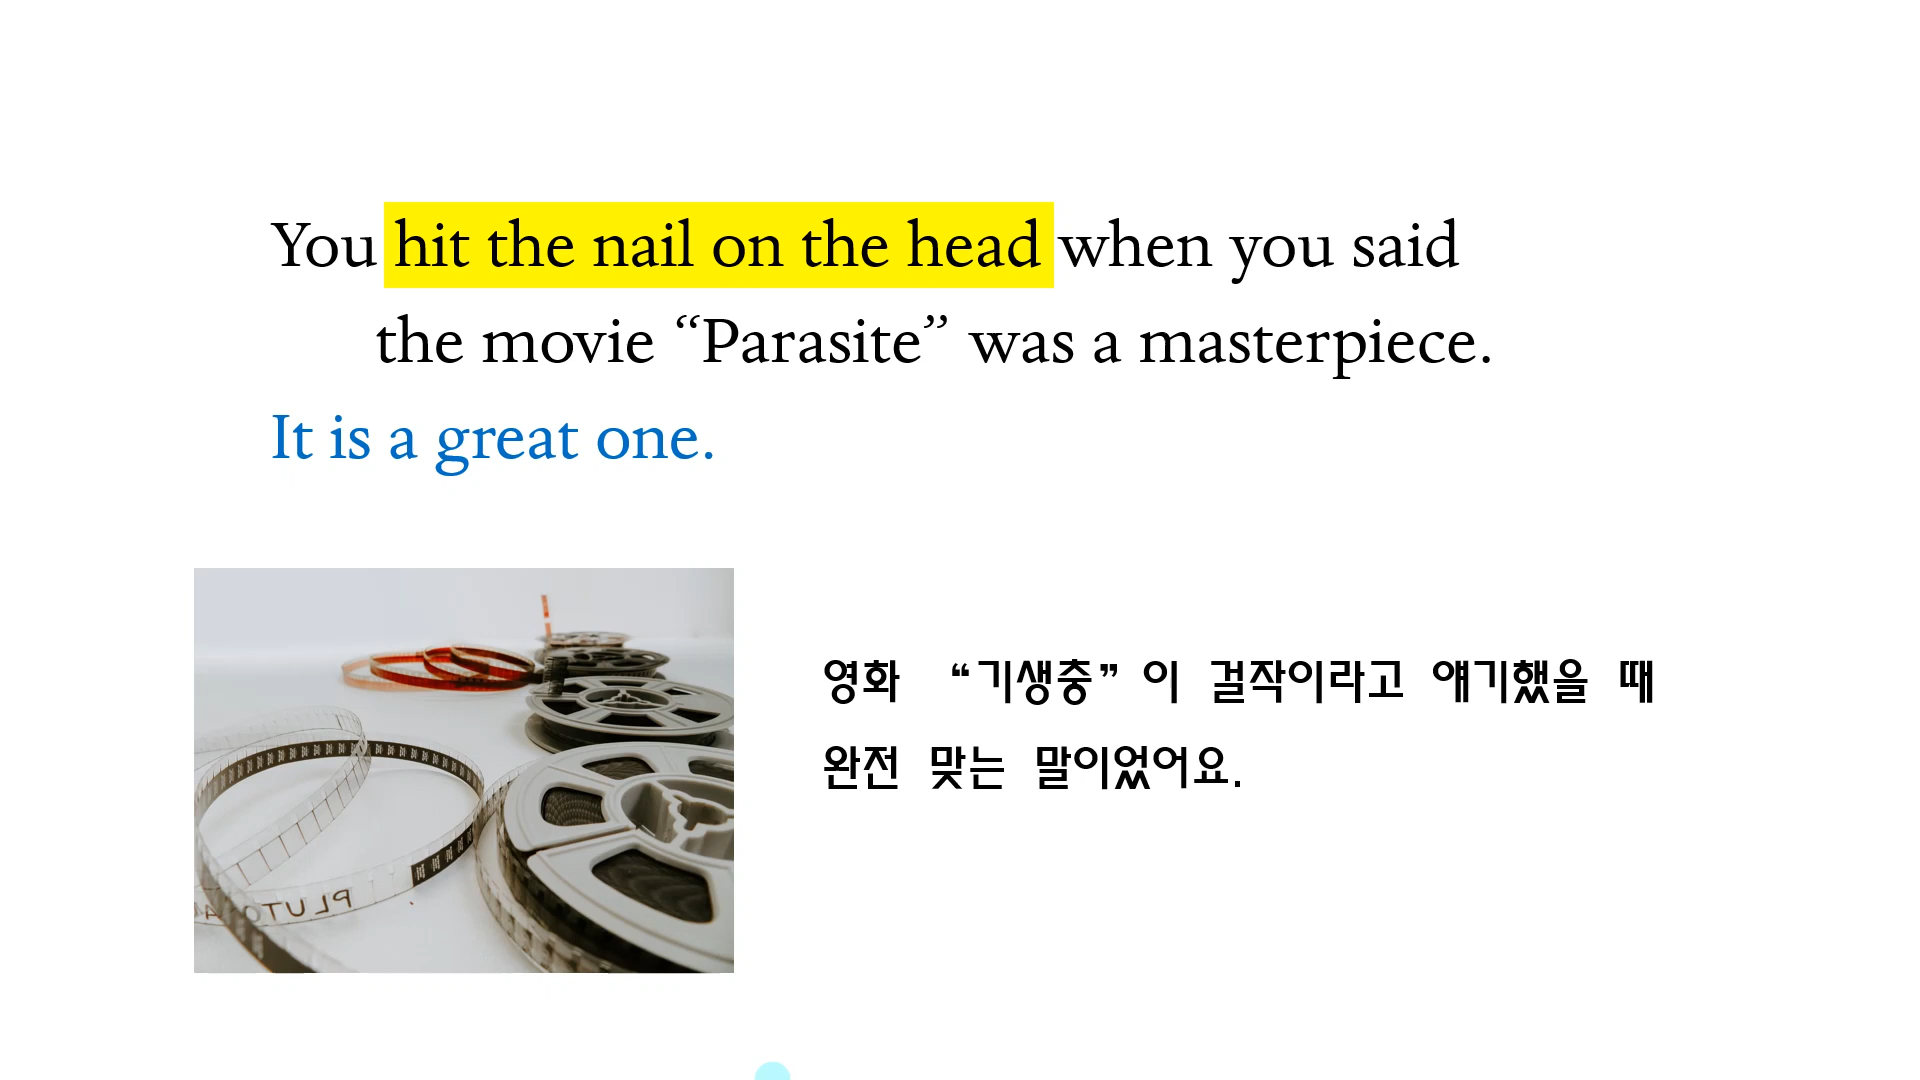 You hit the nail on the head when you said
the movie “Parasite” was a masterpiece.
It is a great one.
영화 “기생충”이 걸작이라고 얘기했을 때
완전 맞는 말이었어요.
PLUTO